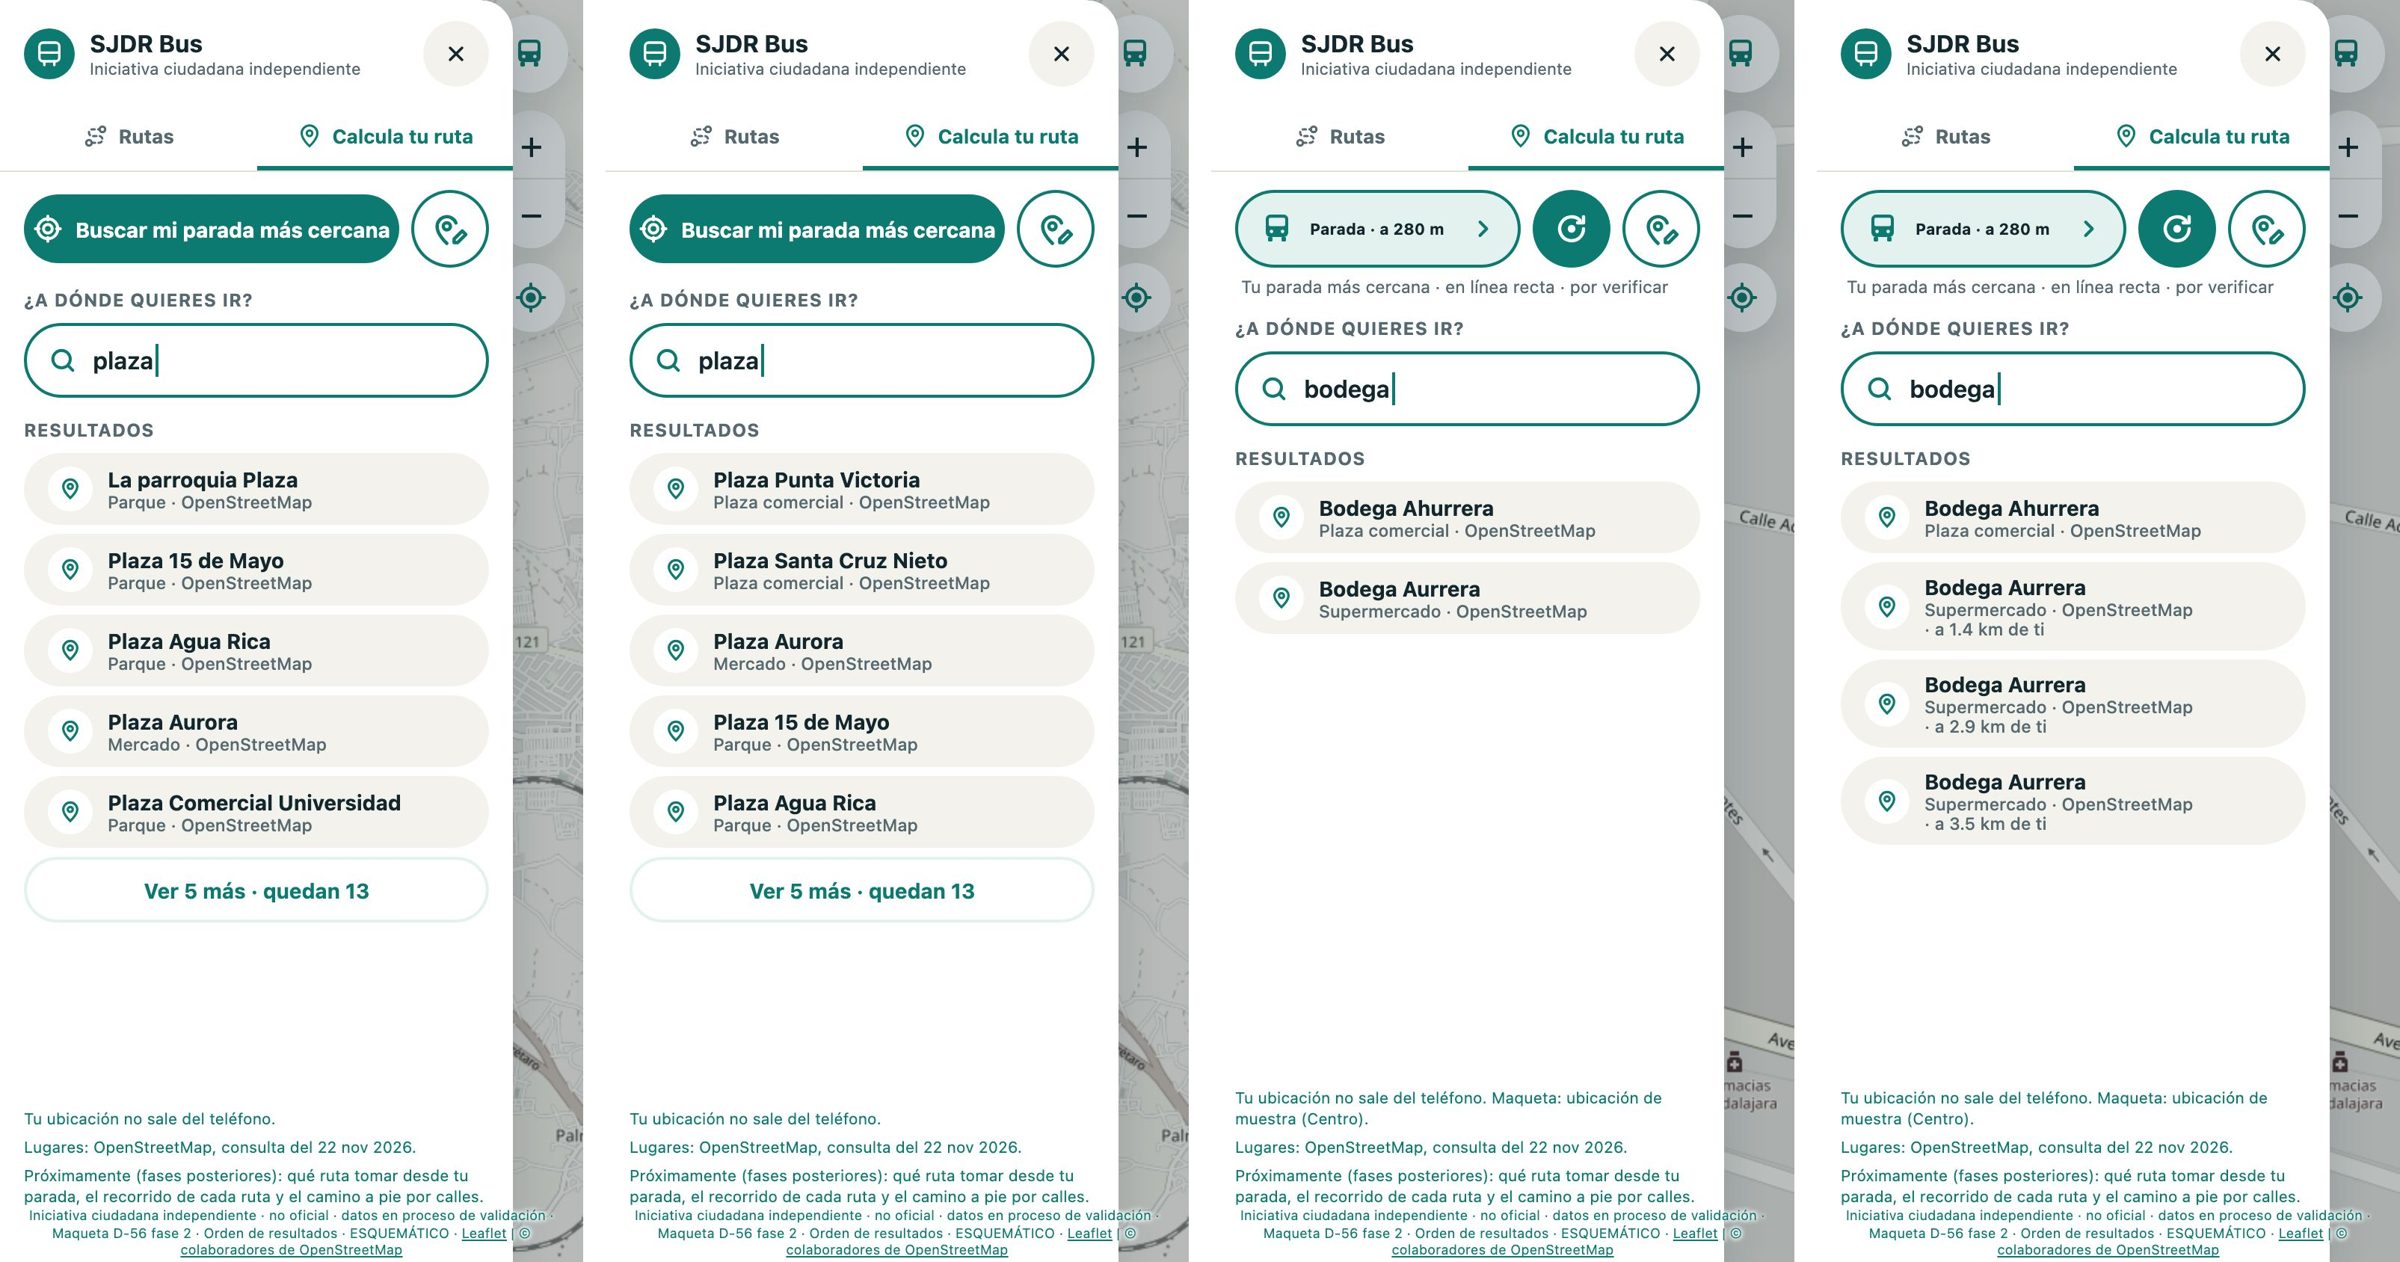 SJDR Bus
Iniciativa ciudadana independiente
Rutas
Calcula tu ruta
Buscar mi parada más cercana
¿A DÓNDE QUIERES IR?
plaza
RESULTADOS
La parroquia Plaza
Parque · OpenStreetMap
Plaza 15 de Mayo
Parque · OpenStreetMap
Plaza Agua Rica
Parque · OpenStreetMap
Plaza Aurora
Mercado · OpenStreetMap
Plaza Comercial Universidad
Parque · OpenStreetMap
Ver 5 más · quedan 13
Tu ubicación no sale del teléfono.
Lugares: OpenStreetMap, consulta del 22 nov 2026.
Próximamente (fases posteriores): qué ruta tomar desde tu
parada, el recorrido de cada ruta y el camino a pie por calles.
Iniciativa ciudadana independiente · no oficial · datos en proceso de validación ·
Maqueta D-56 fase 2 · Orden de resultados · ESQUEMÁTICO · Leaflet | ©
colaboradores de OpenStreetMap
+
−
121
Paln
SJDR Bus
Iniciativa ciudadana independiente
Rutas
Calcula tu ruta
Buscar mi parada más cercana
¿A DÓNDE QUIERES IR?
plaza
RESULTADOS
Plaza Punta Victoria
Plaza comercial · OpenStreetMap
Plaza Santa Cruz Nieto
Plaza comercial · OpenStreetMap
Plaza Aurora
Mercado · OpenStreetMap
Plaza 15 de Mayo
Parque · OpenStreetMap
Plaza Agua Rica
Parque · OpenStreetMap
Ver 5 más · quedan 13
Tu ubicación no sale del teléfono.
Lugares: OpenStreetMap, consulta del 22 nov 2026.
Próximamente (fases posteriores): qué ruta tomar desde tu
parada, el recorrido de cada ruta y el camino a pie por calles.
Iniciativa ciudadana independiente · no oficial · datos en proceso de validación ·
Maqueta D-56 fase 2 · Orden de resultados · ESQUEMÁTICO · Leaflet | ©
colaboradores de OpenStreetMap
+
−
121
Paln
SJDR Bus
Iniciativa ciudadana independiente
Rutas
Calcula tu ruta
Parada · a 280 m
Tu parada más cercana · en línea recta · por verificar
¿A DÓNDE QUIERES IR?
bodega
RESULTADOS
Bodega Ahurrera
Plaza comercial · OpenStreetMap
Bodega Aurrera
Supermercado · OpenStreetMap
Tu ubicación no sale del teléfono. Maqueta: ubicación de
muestra (Centro).
Lugares: OpenStreetMap, consulta del 22 nov 2026.
Próximamente (fases posteriores): qué ruta tomar desde tu
parada, el recorrido de cada ruta y el camino a pie por calles.
Iniciativa ciudadana independiente · no oficial · datos en proceso de validación ·
Maqueta D-56 fase 2 · Orden de resultados · ESQUEMÁTICO · Leaflet | ©
colaboradores de OpenStreetMap
+
−
Calle Ac
Ave
macias
dalajara
SJDR Bus
Iniciativa ciudadana independiente
Rutas
Calcula tu ruta
Parada · a 280 m
Tu parada más cercana · en línea recta · por verificar
¿A DÓNDE QUIERES IR?
bodega
RESULTADOS
Bodega Ahurrera
Plaza comercial · OpenStreetMap
Bodega Aurrera
Supermercado · OpenStreetMap
· a 1.4 km de ti
Bodega Aurrera
Supermercado · OpenStreetMap
· a 2.9 km de ti
Bodega Aurrera
Supermercado · OpenStreetMap
· a 3.5 km de ti
Tu ubicación no sale del teléfono. Maqueta: ubicación de
muestra (Centro).
Lugares: OpenStreetMap, consulta del 22 nov 2026.
Próximamente (fases posteriores): qué ruta tomar desde tu
parada, el recorrido de cada ruta y el camino a pie por calles.
Iniciativa ciudadana independiente · no oficial · datos en proceso de validación ·
Maqueta D-56 fase 2 · Orden de resultados · ESQUEMÁTICO · Leaflet | ©
colaboradores de OpenStreetMap
+
−
Calle Ac
Ave
macias
dalajara